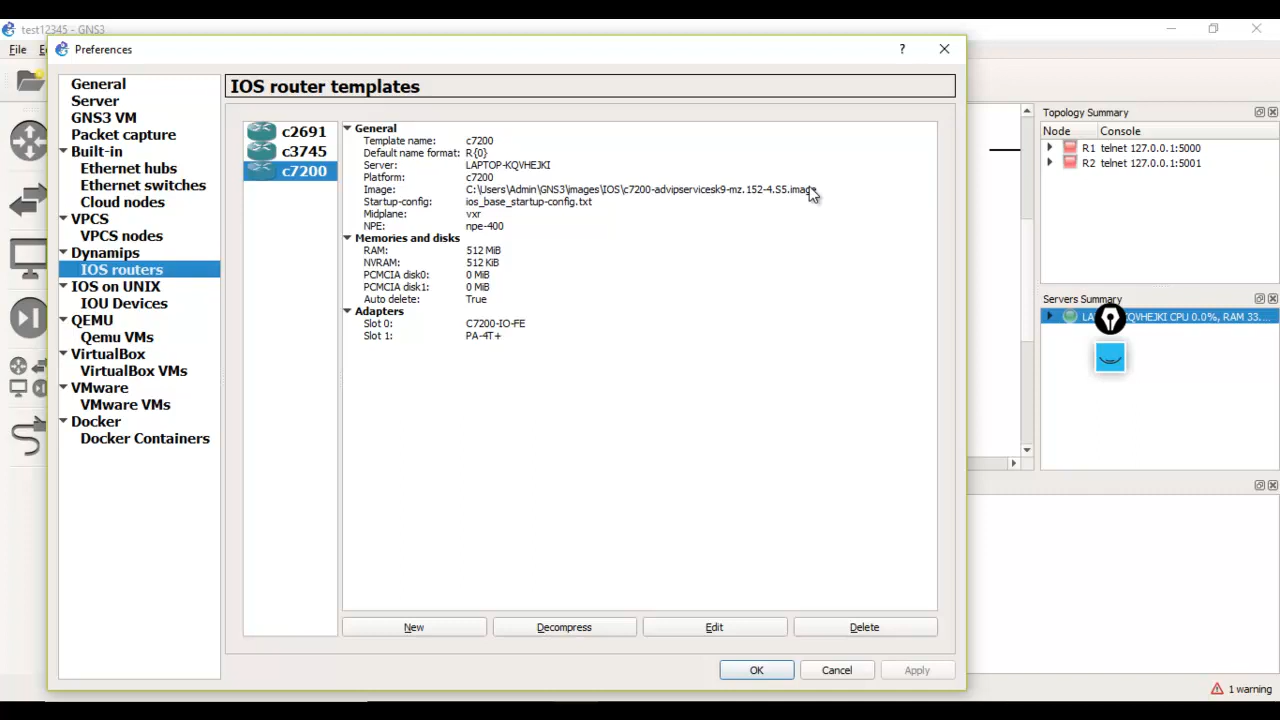 test12345 - GNS3
File
Preferences
?
General
Server
GNS3 VM
Packet capture
Built-in
Ethernet hubs
Ethernet switches
Cloud nodes
VPCS
VPCS nodes
Dynamips
IOS routers
IOS on UNIX
IOU Devices
QEMU
Qemu VMs
VirtualBox
VirtualBox VMs
VMware
VMware VMs
Docker
Docker Containers
IOS router templates
c2691
c3745
c7200
General
Template name: c7200
Default name format: R{0}
Server: LAPTOP-KQVHEJKI
Platform: c7200
Image: C:\Users\Admin\GNS3\images\IOS\c7200-advipservicesk9-mz.152-4.S5.image
Startup-config: ios_base_startup-config.txt
Midplane: vxr
NPE: npe-400
Memories and disks
RAM: 512 MiB
NVRAM: 512 KiB
PCMCIA disk0: 0 MiB
PCMCIA disk1: 0 MiB
Auto delete: True
Adapters
Slot 0: C7200-IO-FE
Slot 1: PA-4T+
New Decompress Edit Delete
OK Cancel Apply
Topology Summary
Node Console
R1 telnet 127.0.0.1:5000
R2 telnet 127.0.0.1:5001
Servers Summary
KQVHEJKI CPU 0.0%, RAM 33....
1 warning